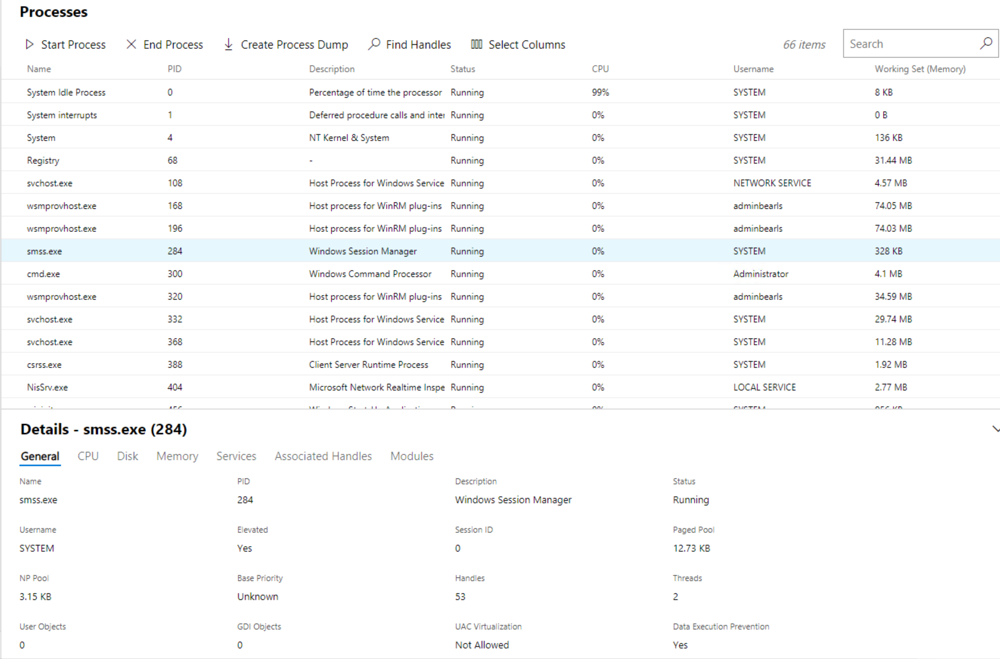 Processes
Start Process End Process Create Process Dump Find Handles Select Columns 66 items Search
Name PID Description Status CPU Username Working Set (Memory)
System Idle Process 0 Percentage of time the processor Running 99% SYSTEM 8 KB
System interrupts 1 Deferred procedure calls and inter Running 0% SYSTEM 0 B
System 4 NT Kernel & System Running 0% SYSTEM 136 KB
Registry 68 - Running 0% SYSTEM 31.44 MB
svchost.exe 108 Host Process for Windows Service Running 0% NETWORK SERVICE 4.57 MB
wsmprovhost.exe 168 Host process for WinRM plug-ins Running 0% adminbearls 74.05 MB
wsmprovhost.exe 196 Host process for WinRM plug-ins Running 0% adminbearls 74.03 MB
smss.exe 284 Windows Session Manager Running 0% SYSTEM 328 KB
cmd.exe 300 Windows Command Processor Running 0% Administrator 4.1 MB
wsmprovhost.exe 320 Host process for WinRM plug-ins Running 0% adminbearls 34.59 MB
svchost.exe 332 Host Process for Windows Service Running 0% SYSTEM 29.74 MB
svchost.exe 368 Host Process for Windows Service Running 0% SYSTEM 11.28 MB
csrss.exe 388 Client Server Runtime Process Running 0% SYSTEM 1.92 MB
NisSrv.exe 404 Microsoft Network Realtime Inspe Running 0% LOCAL SERVICE 2.77 MB
Details - smss.exe (284)
General CPU Disk Memory Services Associated Handles Modules
Name PID Description Status
smss.exe 284 Windows Session Manager Running
Username Elevated Session ID Paged Pool
SYSTEM Yes 0 12.73 KB
NP Pool Base Priority Handles Threads
3.15 KB Unknown 53 2
User Objects GDI Objects UAC Virtualization Data Execution Prevention
0 0 Not Allowed Yes